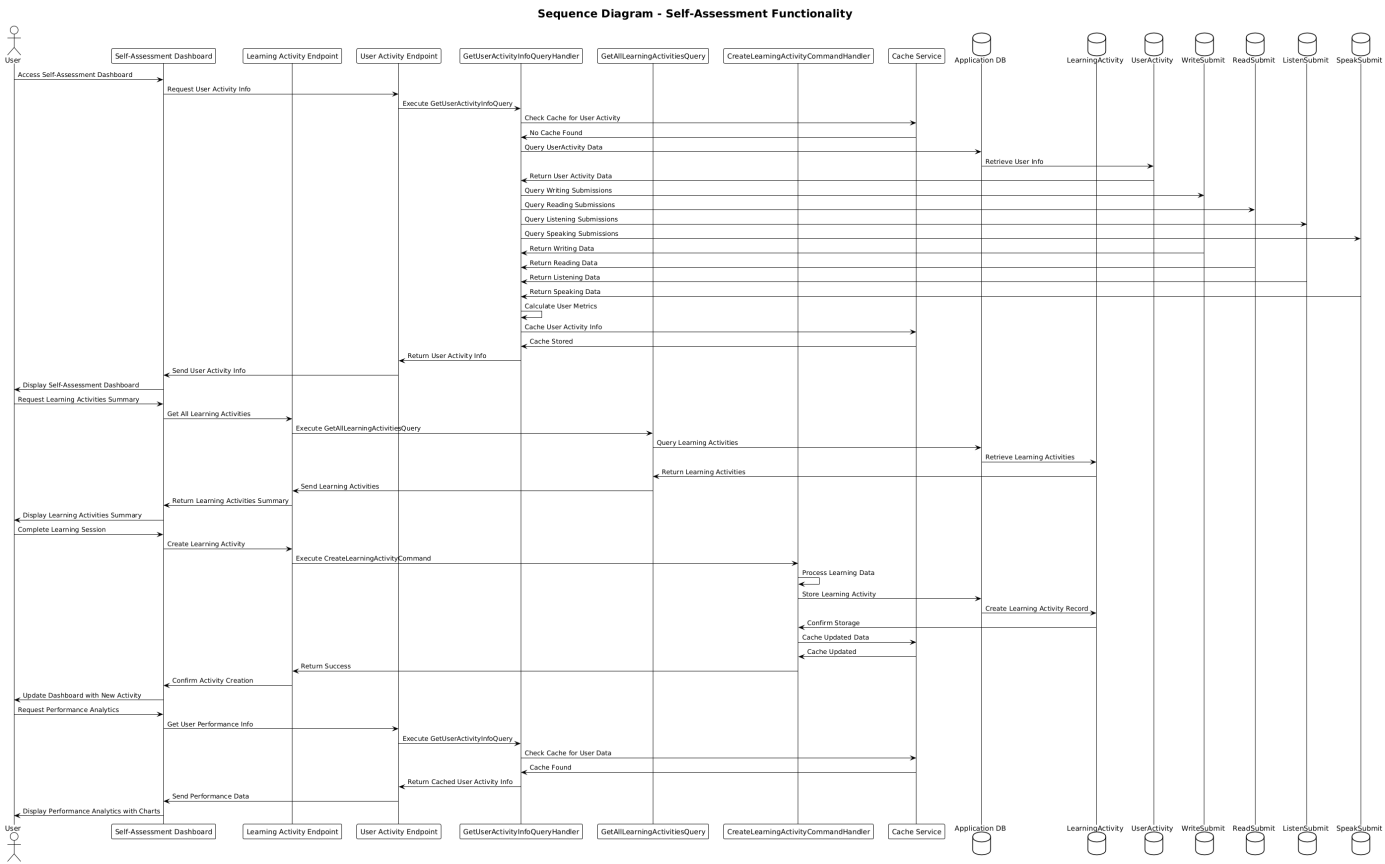 Sequence Diagram - Self-Assessment Functionality
User
Self-Assessment Dashboard
Learning Activity Endpoint
User Activity Endpoint
GetUserActivityInfoQueryHandler
GetAllLearningActivitiesQuery
CreateLearningActivityCommandHandler
Cache Service
Application DB
LearningActivity
UserActivity
WriteSubmit
ReadSubmit
ListenSubmit
SpeakSubmit
Access Self-Assessment Dashboard
Request User Activity Info
Execute GetUserActivityInfoQuery
Check Cache for User Activity
No Cache Found
Query UserActivity Data
Retrieve User Info
Return User Activity Data
Query Writing Submissions
Query Reading Submissions
Query Listening Submissions
Query Speaking Submissions
Return Writing Data
Return Reading Data
Return Listening Data
Return Speaking Data
Calculate User Metrics
Cache User Activity Info
Cache Stored
Return User Activity Info
Send User Activity Info
Display Self-Assessment Dashboard
Request Learning Activities Summary
Get All Learning Activities
Execute GetAllLearningActivitiesQuery
Query Learning Activities
Retrieve Learning Activities
Return Learning Activities
Send Learning Activities
Return Learning Activities Summary
Display Learning Activities Summary
Complete Learning Session
Create Learning Activity
Execute CreateLearningActivityCommand
Process Learning Data
Store Learning Activity
Create Learning Activity Record
Confirm Storage
Cache Updated Data
Cache Updated
Return Success
Confirm Activity Creation
Update Dashboard with New Activity
Request Performance Analytics
Get User Performance Info
Execute GetUserActivityInfoQuery
Check Cache for User Data
Cache Found
Return Cached User Activity Info
Send Performance Data
Display Performance Analytics with Charts
User
Self-Assessment Dashboard
Learning Activity Endpoint
User Activity Endpoint
GetUserActivityInfoQueryHandler
GetAllLearningActivitiesQuery
CreateLearningActivityCommandHandler
Cache Service
Application DB
LearningActivity
UserActivity
WriteSubmit
ReadSubmit
ListenSubmit
SpeakSubmit